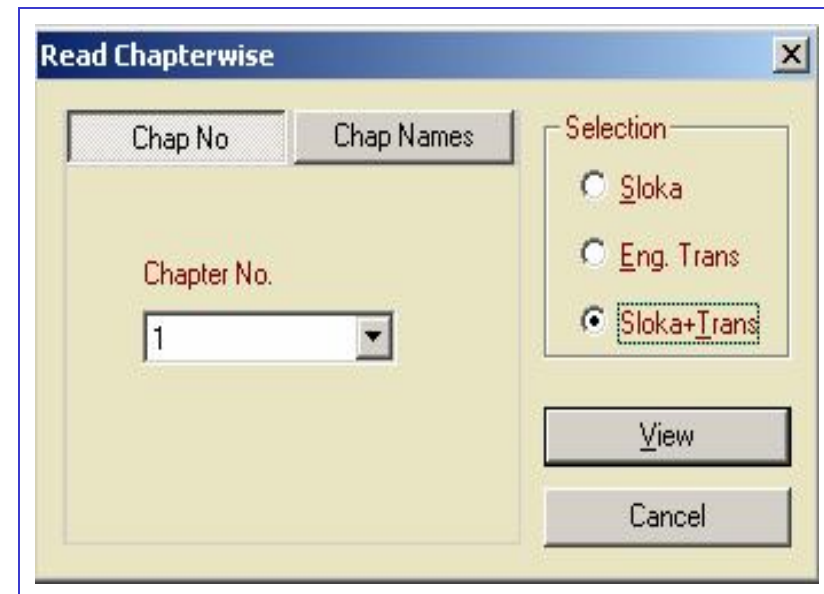 Read Chapterwise
Chap No
Chap Names
Chapter No.
1
Selection
Sloka
Eng. Trans
Sloka+Trans
View
Cancel